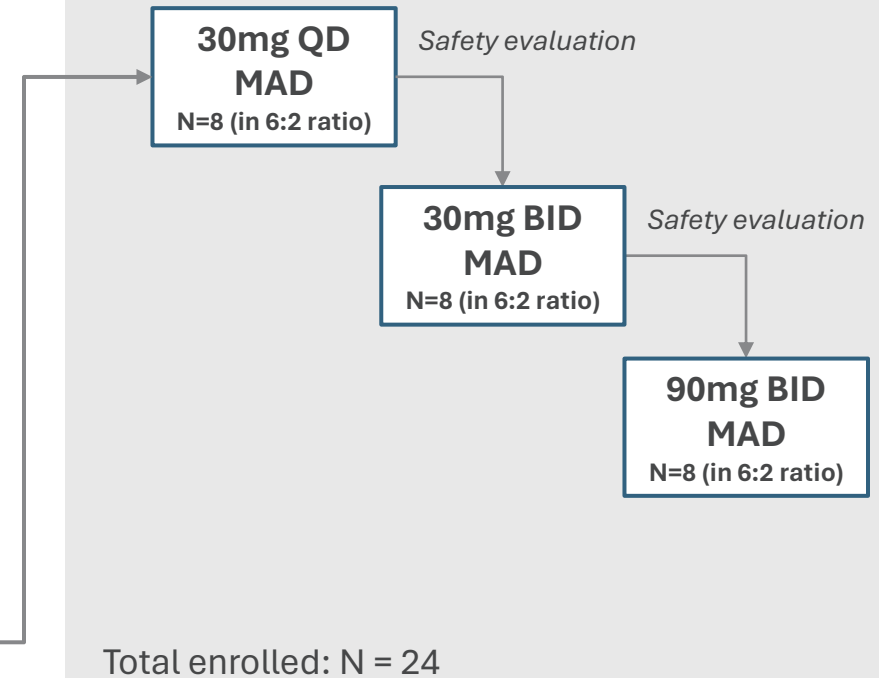 30mg QD
MAD
N=8 (in 6:2 ratio)
Safety evaluation
30mg BID
MAD
N=8 (in 6:2 ratio)
Safety evaluation
90mg BID
MAD
N=8 (in 6:2 ratio)
Total enrolled: N = 24